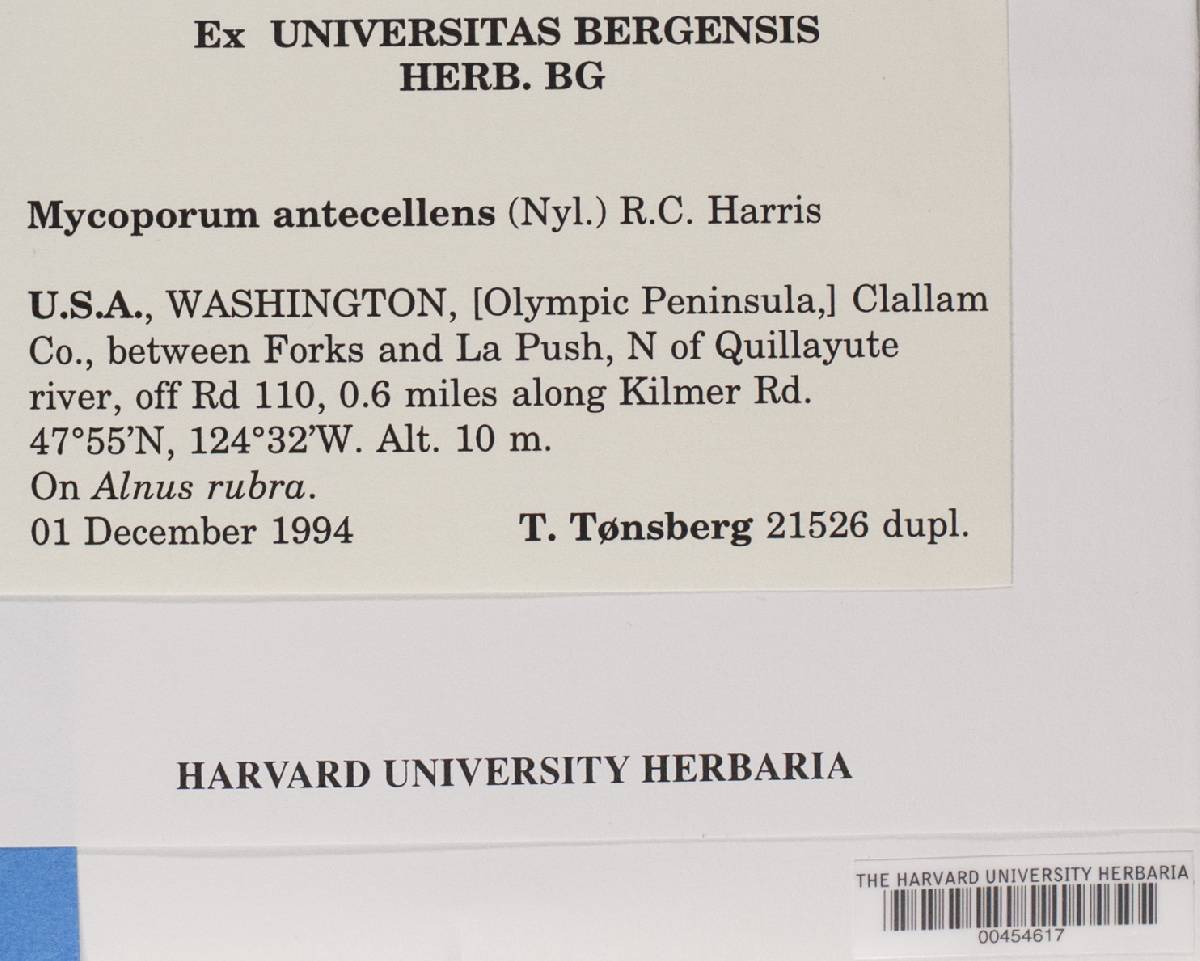 Ex UNIVERSITAS BERGENSIS
HERB. BG
Mycoporum antecellens (Nyl.) R.C. Harris
U.S.A., WASHINGTON, [Olympic Peninsula,] Clallam
Co., between Forks and La Push, N of Quillayute
river, off Rd 110, 0.6 miles along Kilmer Rd.
47°55’N, 124°32’W. Alt. 10 m.
On Alnus rubra.
01 December 1994 T. Tønsberg 21526 dupl.
HARVARD UNIVERSITY HERBARIA
THE HARVARD UNIVERSITY HERBARIA
00454617